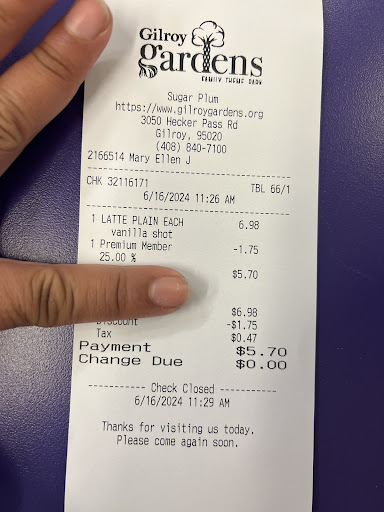 Gilroy
gardens
FAMILY THEME PARK
Sugar Plum
https://www.gilroygardens.org
3050 Hecker Pass Rd
Gilroy, 95020
(408) 840-7100
2166514 Mary Ellen J
CHK 32116171 TBL 66/1
6/16/2024 11:26 AM
1 LATTE PLAIN EACH 6.98
vanilla shot
1 Premium Member -1.75
25.00 %
$5.70
$6.98
Discount -$1.75
Tax $0.47
Payment $5.70
Change Due $0.00
------------ Check Closed ------------
6/16/2024 11:29 AM
Thanks for visiting us today.
Please come again soon.